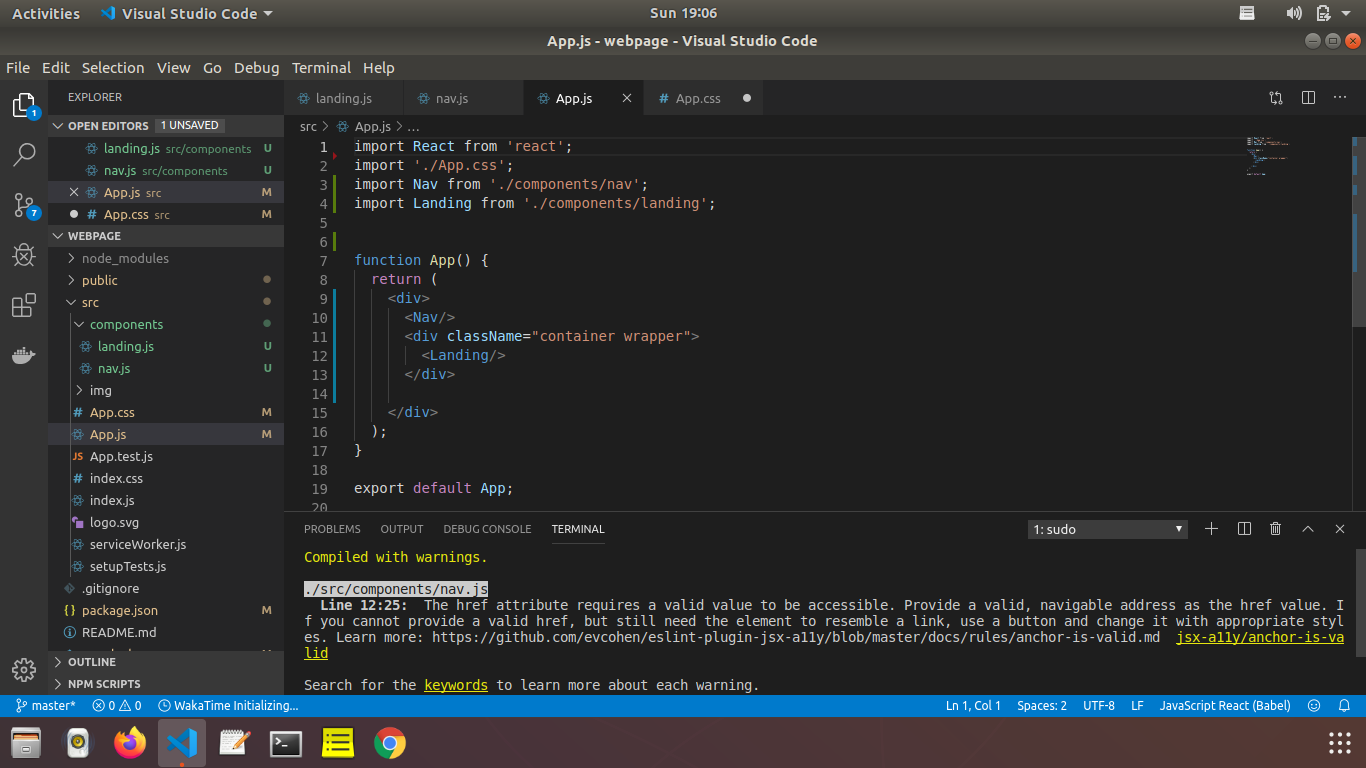 Activities Visual Studio Code Sun 19:06
App.js - webpage - Visual Studio Code
File Edit Selection View Go Debug Terminal Help
1
7
EXPLORER
OPEN EDITORS 1 UNSAVED
landing.js src/components U
nav.js src/components U
App.js src M
App.css src M
WEBPAGE
node_modules
public
src
components
landing.js U
nav.js U
img
App.css M
App.js M
App.test.js
index.css
index.js
logo.svg
serviceWorker.js
setupTests.js
.gitignore
package.json M
README.md
OUTLINE
NPM SCRIPTS
landing.js nav.js App.js App.css
src > App.js > ...
1 import React from 'react';
2 import './App.css';
3 import Nav from './components/nav';
4 import Landing from './components/landing';
5
6
7 function App() {
8 return (
9 <div>
10 <Nav/>
11 <div className="container wrapper">
12 <Landing/>
13 </div>
14
15 </div>
16 );
17 }
18
19 export default App;
20
PROBLEMS OUTPUT DEBUG CONSOLE TERMINAL 1: sudo
Compiled with warnings.
./src/components/nav.js
Line 12:25: The href attribute requires a valid value to be accessible. Provide a valid, navigable address as the href value. I
f you cannot provide a valid href, but still need the element to resemble a link, use a button and change it with appropriate styl
es. Learn more: https://github.com/evcohen/eslint-plugin-jsx-a11y/blob/master/docs/rules/anchor-is-valid.md jsx-a11y/anchor-is-va
lid
Search for the keywords to learn more about each warning.
master* 0 0 WakaTime Initializing... Ln 1, Col 1 Spaces: 2 UTF-8 LF JavaScript React (Babel)